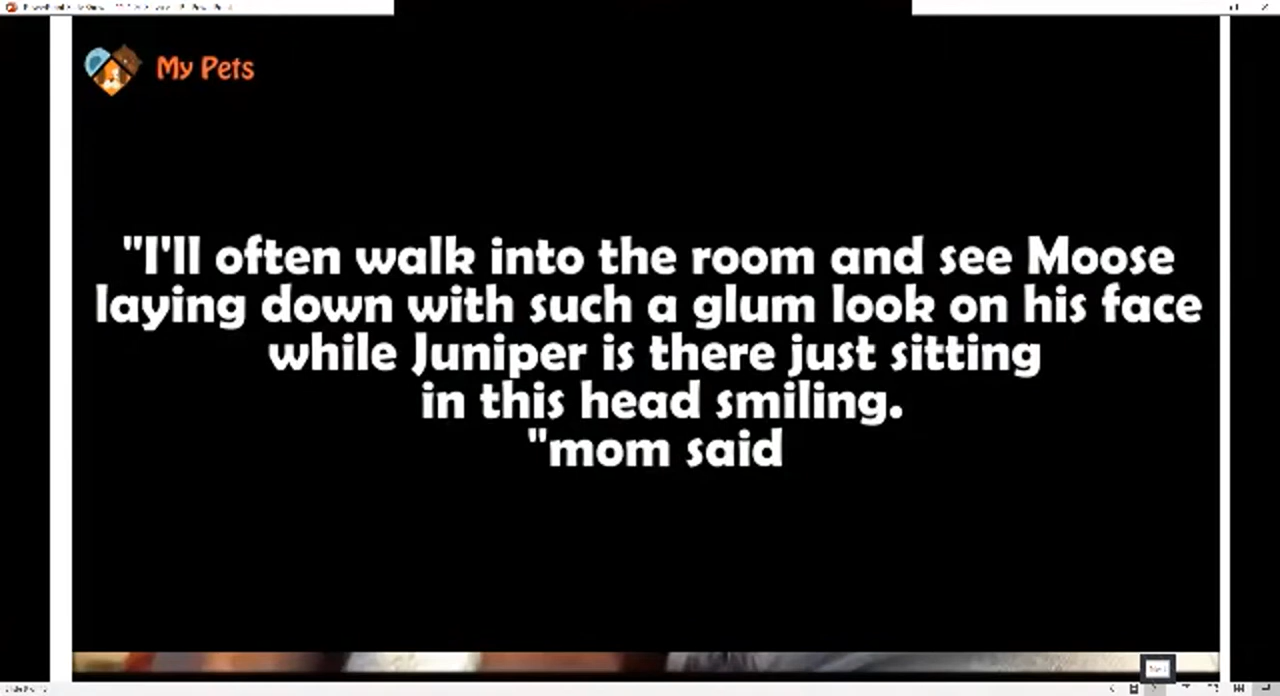 My Pets
"I'll often walk into the room and see Moose
laying down with such a glum look on his face
while Juniper is there just sitting
in this head smiling.
"mom said